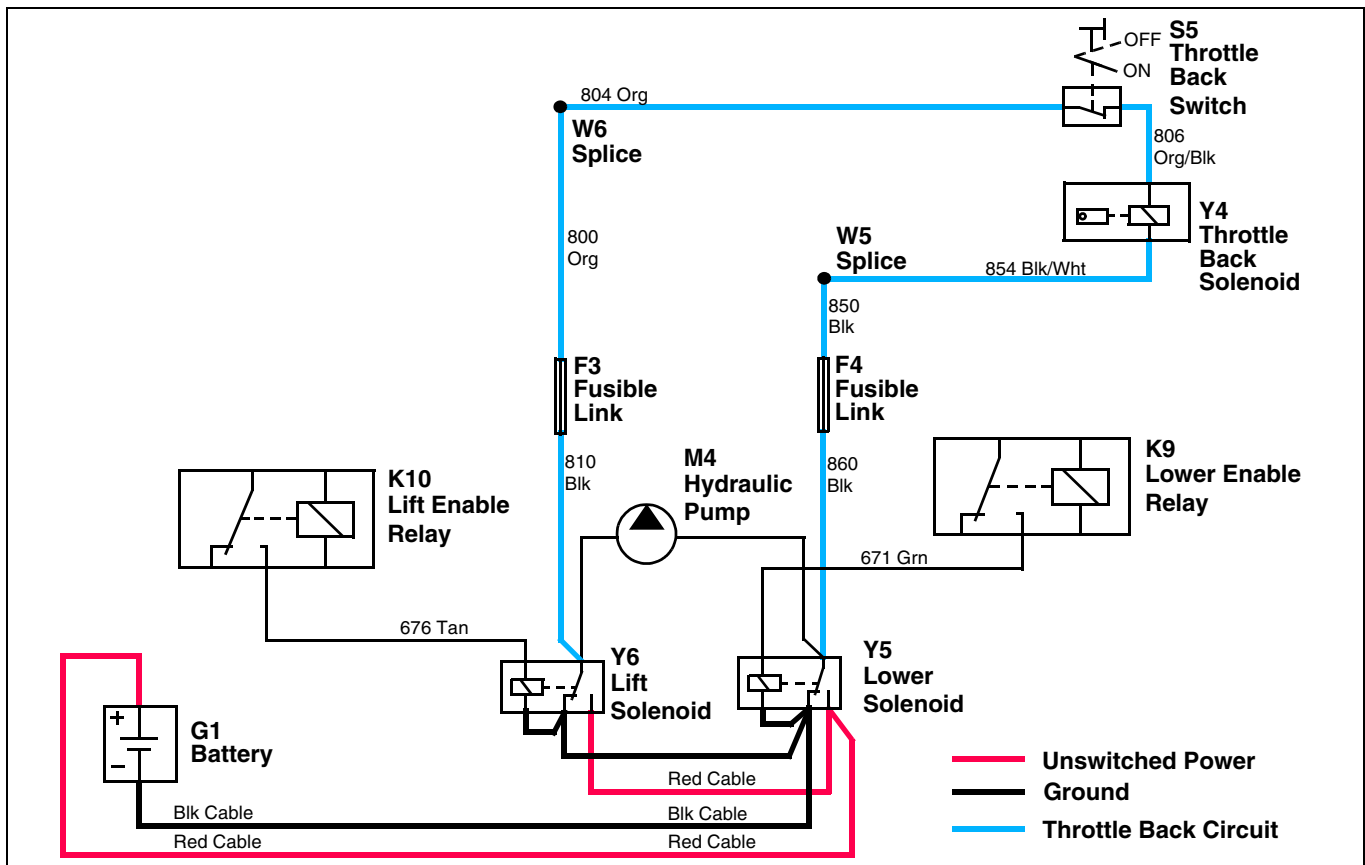 S5
Throttle
Back
Switch
OFF
ON
804 Org
W6
Splice
806
Org/Blk
Y4
Throttle
Back
Solenoid
800
Org
W5
Splice
854 Blk/Wht
850
Blk
F3
Fusible
Link
F4
Fusible
Link
K10
Lift Enable
Relay
810
Blk
M4
Hydraulic
Pump
860
Blk
K9
Lower Enable
Relay
671 Grn
676 Tan
Y6
Lift
Solenoid
Y5
Lower
Solenoid
+
−
G1
Battery
Red Cable
Blk Cable
Blk Cable
Red Cable
Red Cable
Unswitched Power
Ground
Throttle Back Circuit